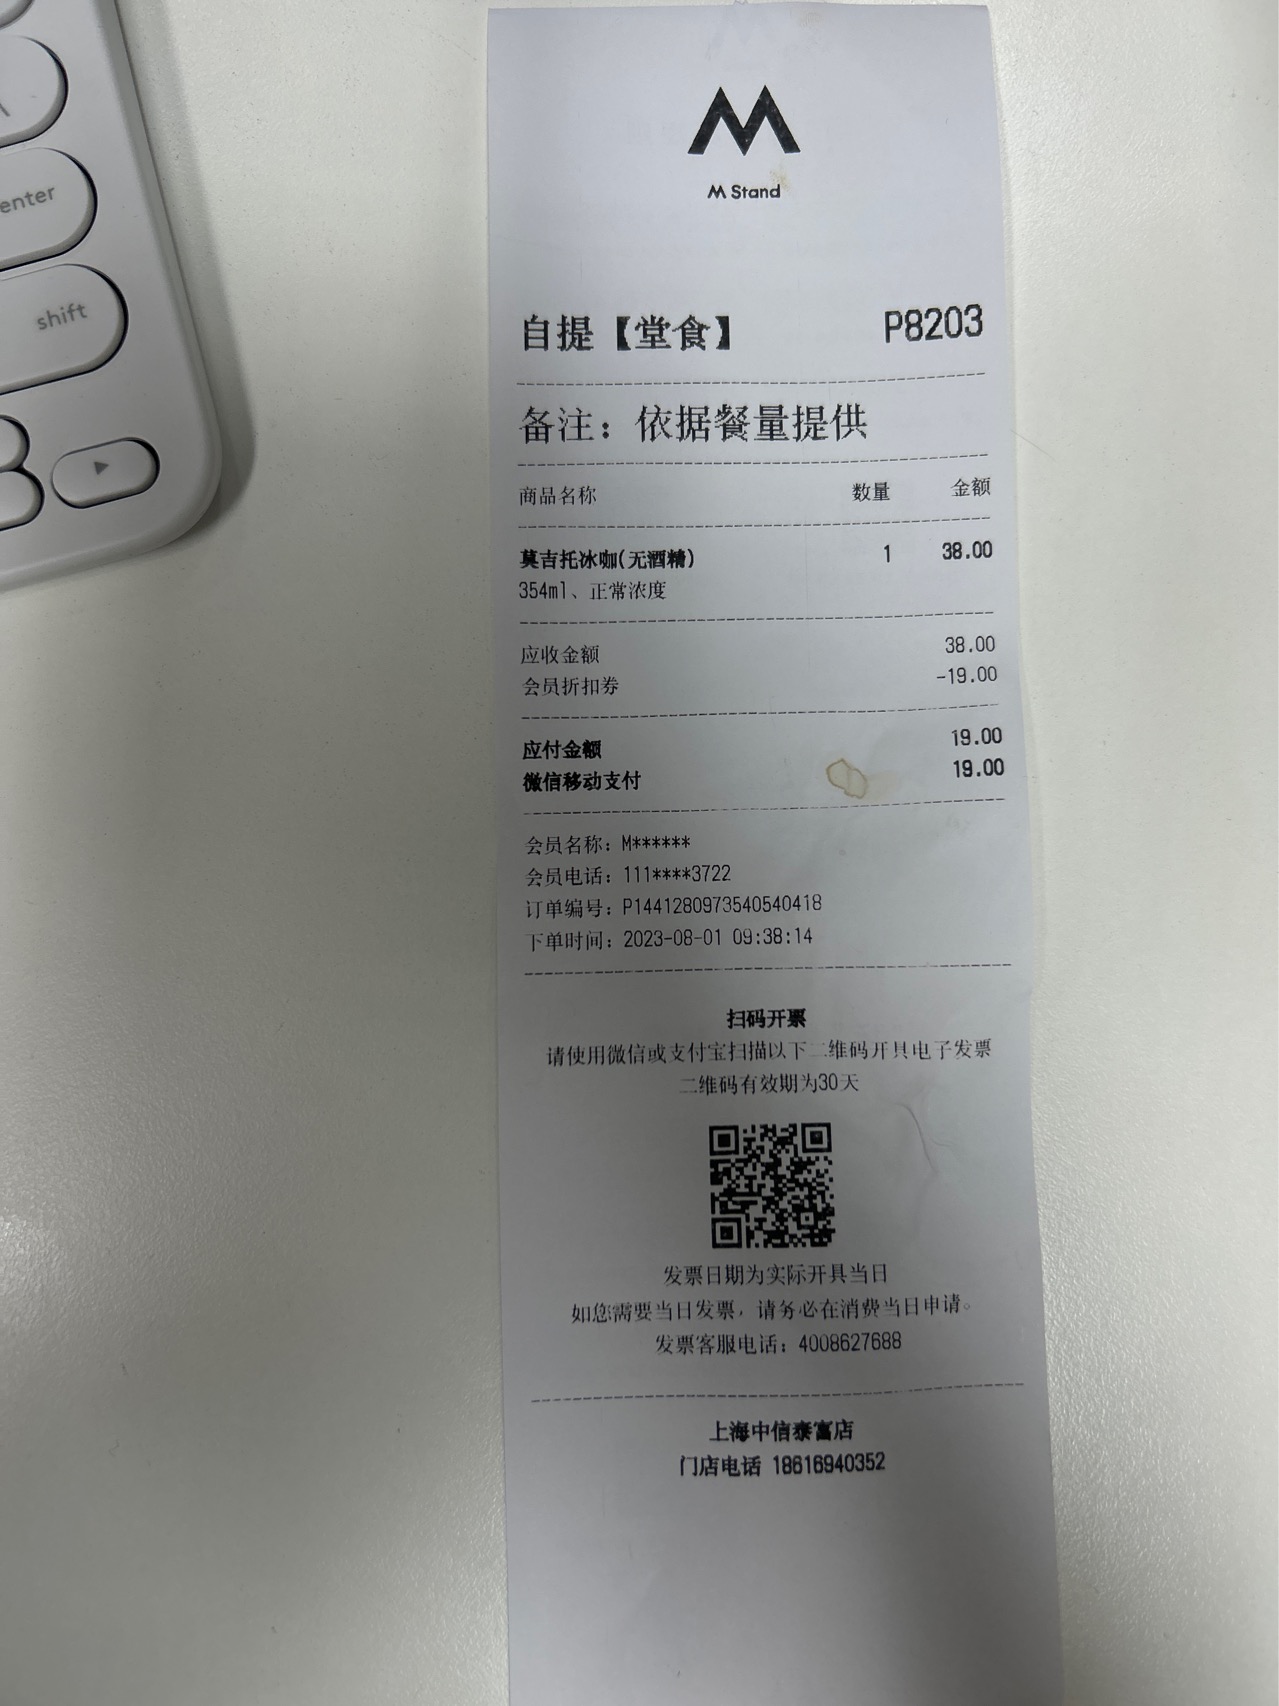 enter
shift
M Stand
自提【堂食】 P8203
备注：依据餐量提供
商品名称 数量 金额
莫吉托冰咖(无酒精) 1 38.00
354ml、正常浓度
应收金额 38.00
会员折扣券 -19.00
应付金额 19.00
微信移动支付 19.00
会员名称：M******
会员电话：111****3722
订单编号：P1441280973540540418
下单时间：2023-08-01 09:38:14
扫码开票
请使用微信或支付宝扫描以下二维码开具电子发票
二维码有效期为30天
发票日期为实际开具当日
如您需要当日发票，请务必在消费当日申请。
发票客服电话：4008627688
上海中信泰富店
门店电话 18616940352